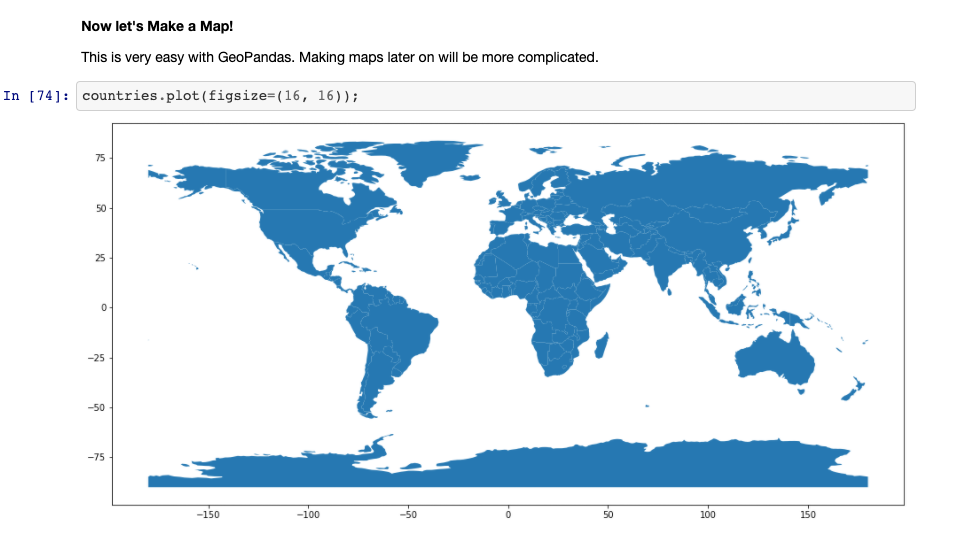 Now let's Make a Map!
This is very easy with GeoPandas. Making maps later on will be more complicated.
In [74]: countries.plot(figsize=(16, 16));
75
50
25
0
−25
−50
−75
−150 −100 −50 0 50 100 150